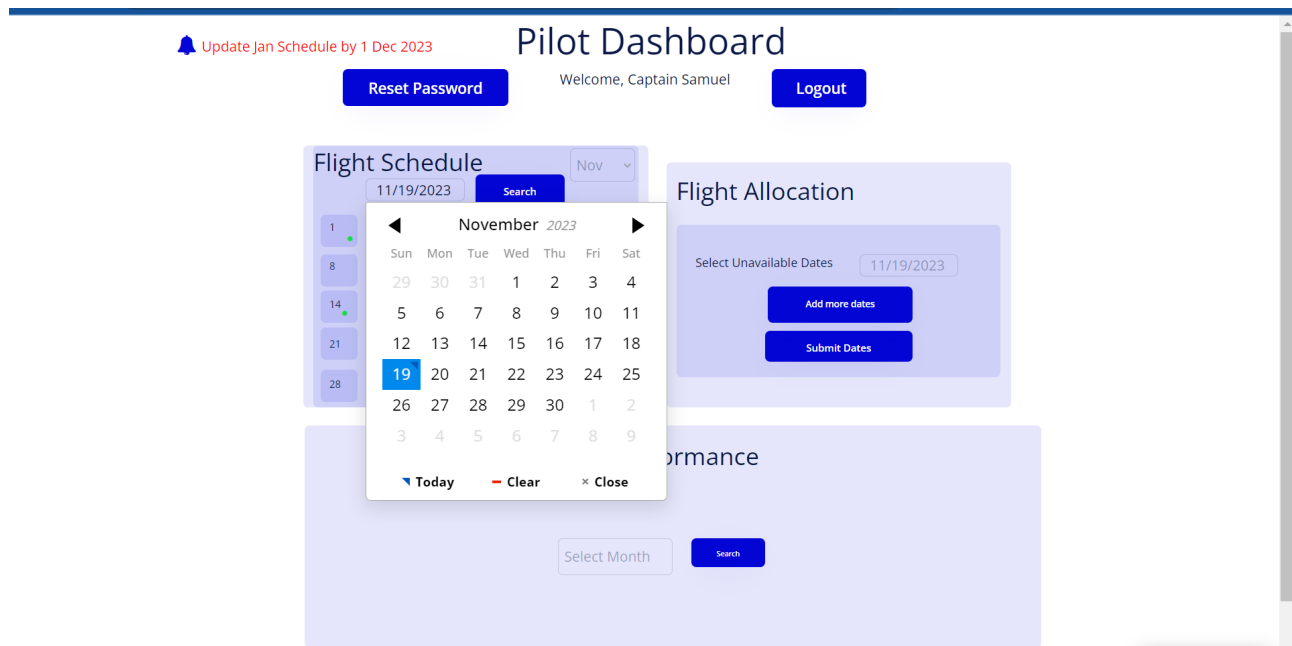 Update Jan Schedule by 1 Dec 2023
Pilot Dashboard
Reset Password
Welcome, Captain Samuel
Logout
Flight Schedule
Nov
11/19/2023
Search
1
8
14
21
28
November 2023
Sun Mon Tue Wed Thu Fri Sat
29 30 31 1 2 3 4
5 6 7 8 9 10 11
12 13 14 15 16 17 18
19 20 21 22 23 24 25
26 27 28 29 30 1 2
3 4 5 6 7 8 9
Today Clear × Close
Flight Allocation
Select Unavailable Dates 11/19/2023
Add more dates
Submit Dates
ormance
Select Month
Search